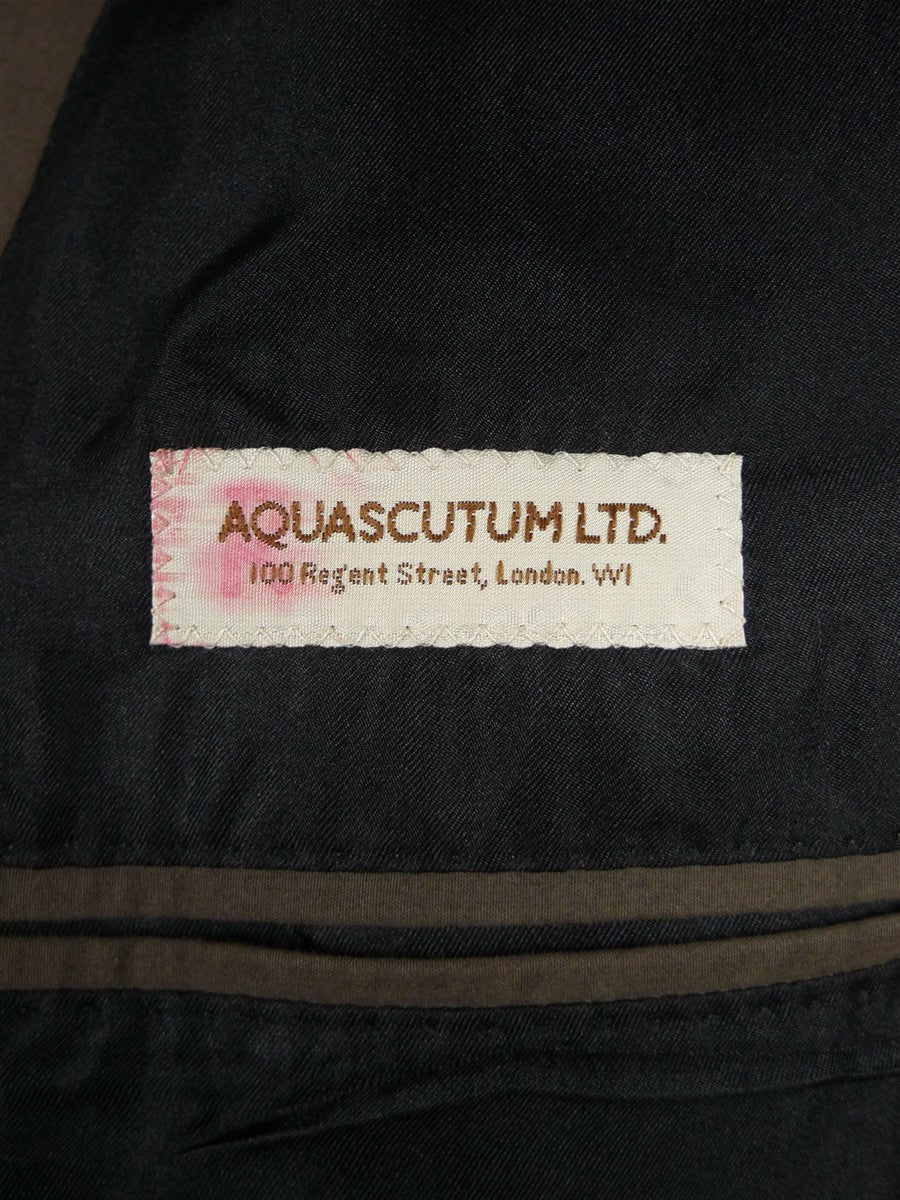 AQUASCUTUM LTD.
100 Regent Street, London. W1